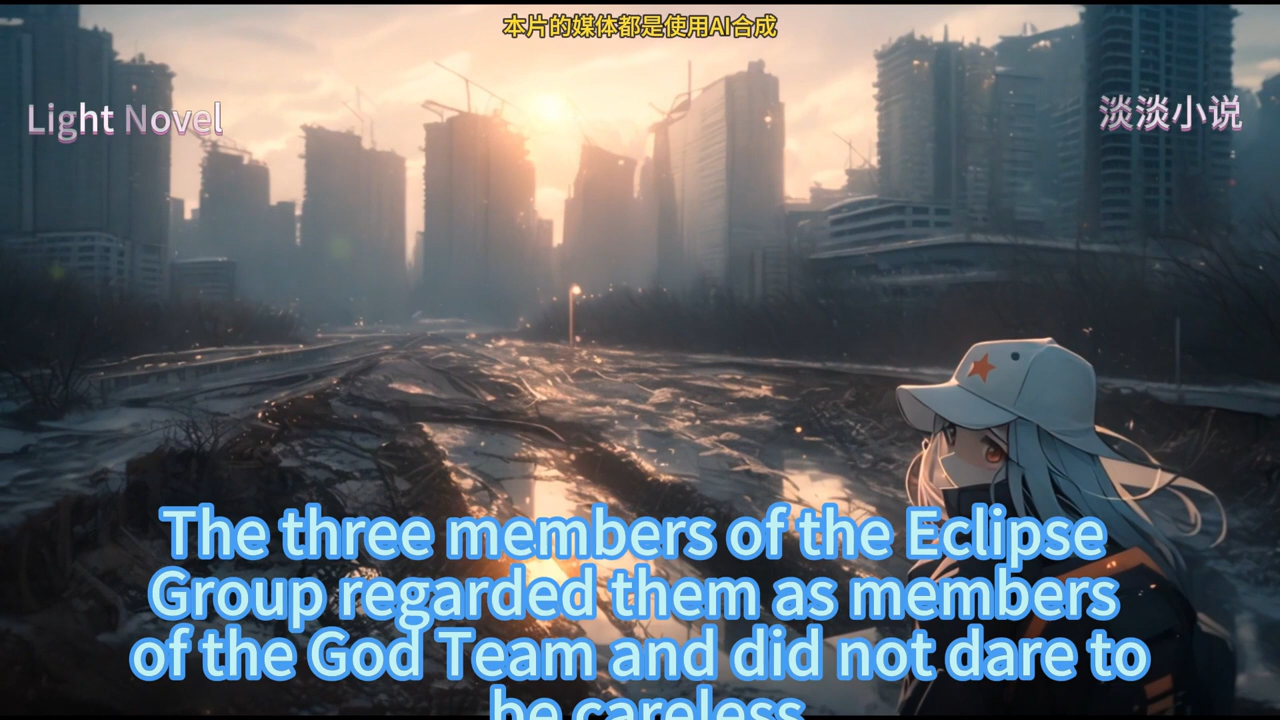 本片的媒体都是使用AI合成
Light Novel
淡淡小说
The three members of the Eclipse
Group regarded them as members
of the God Team and did not dare to
be careless